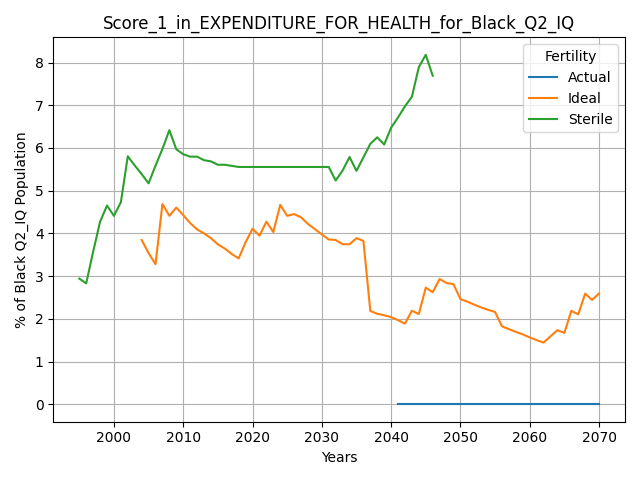 Score_1_in_EXPENDITURE_FOR_HEALTH_for_Black_Q2_IQ
Fertility
Actual
Ideal
Sterile
% of Black Q2_IQ Population
8
7
6
5
4
3
2
1
0
2000 2010 2020 2030 2040 2050 2060 2070
Years